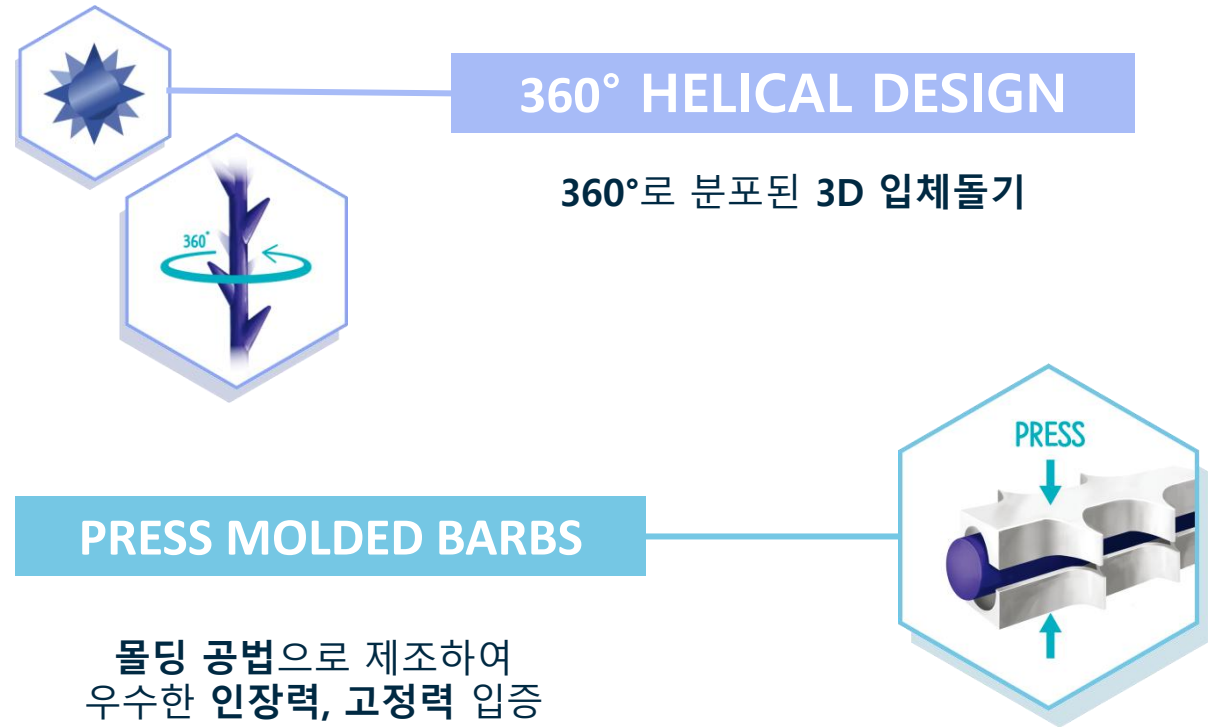 360° HELICAL DESIGN
360°로 분포된 3D 입체돌기
360°
PRESS
PRESS MOLDED BARBS
몰딩 공법으로 제조하여
우수한 인장력, 고정력 입증